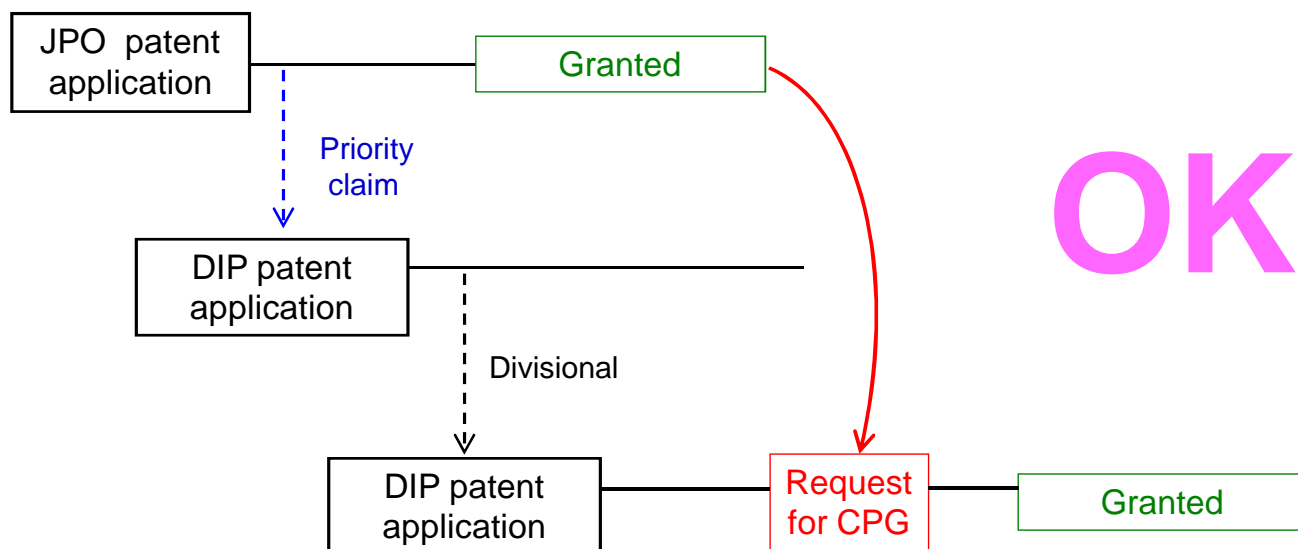 JPO patent
application
Granted
Priority
claim
OK
DIP patent
application
Divisional
DIP patent
application
Request
for CPG
Granted